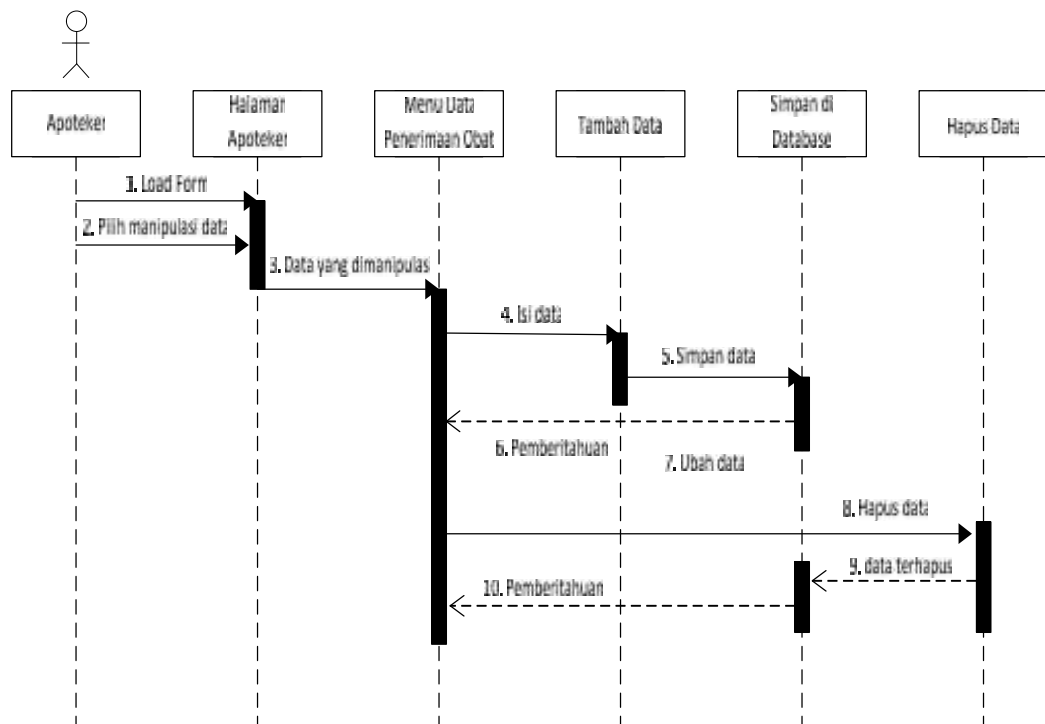 Apoteker
Halaman
Apoteker
Menu Data
Penerimaan Obat
Tambah Data
Simpan di
Database
Hapus Data
1. Load Form
2. Pilih manipulasi data
3. Data yang dimanipulas
4. Isi data
5. Simpan data
6. Pemberitahuan
7. Ubah data
8. Hapus data
9. data terhapus
10. Pemberitahuan